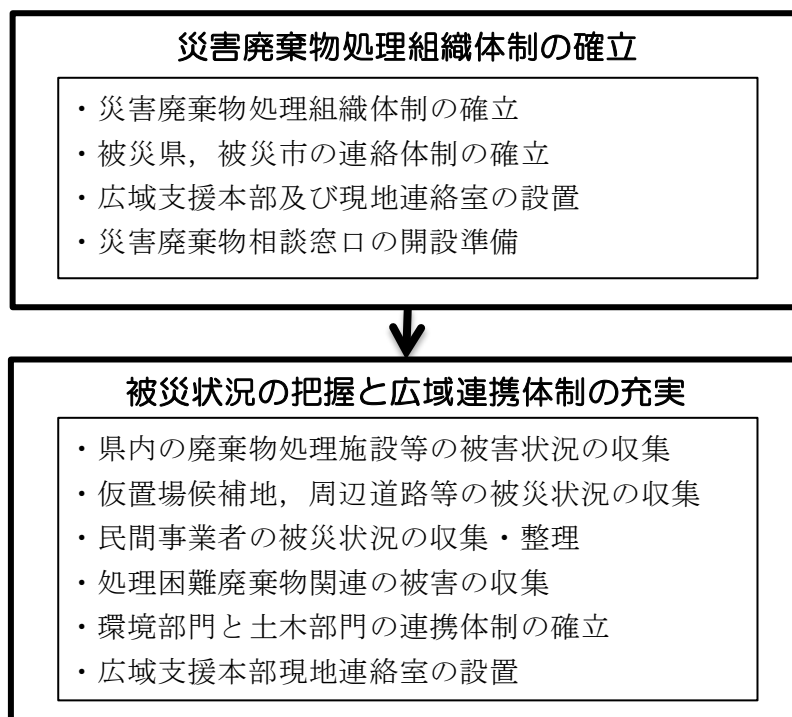 災害廃棄物処理組織体制の確立
・災害廃棄物処理組織体制の確立
・被災県，被災市の連絡体制の確立
・広域支援本部及び現地連絡室の設置
・災害廃棄物相談窓口の開設準備
被災状況の把握と広域連携体制の充実
・県内の廃棄物処理施設等の被害状況の収集
・仮置場候補地，周辺道路等の被災状況の収集
・民間事業者の被災状況の収集・整理
・処理困難廃棄物関連の被害の収集
・環境部門と土木部門の連携体制の確立
・広域支援本部現地連絡室の設置